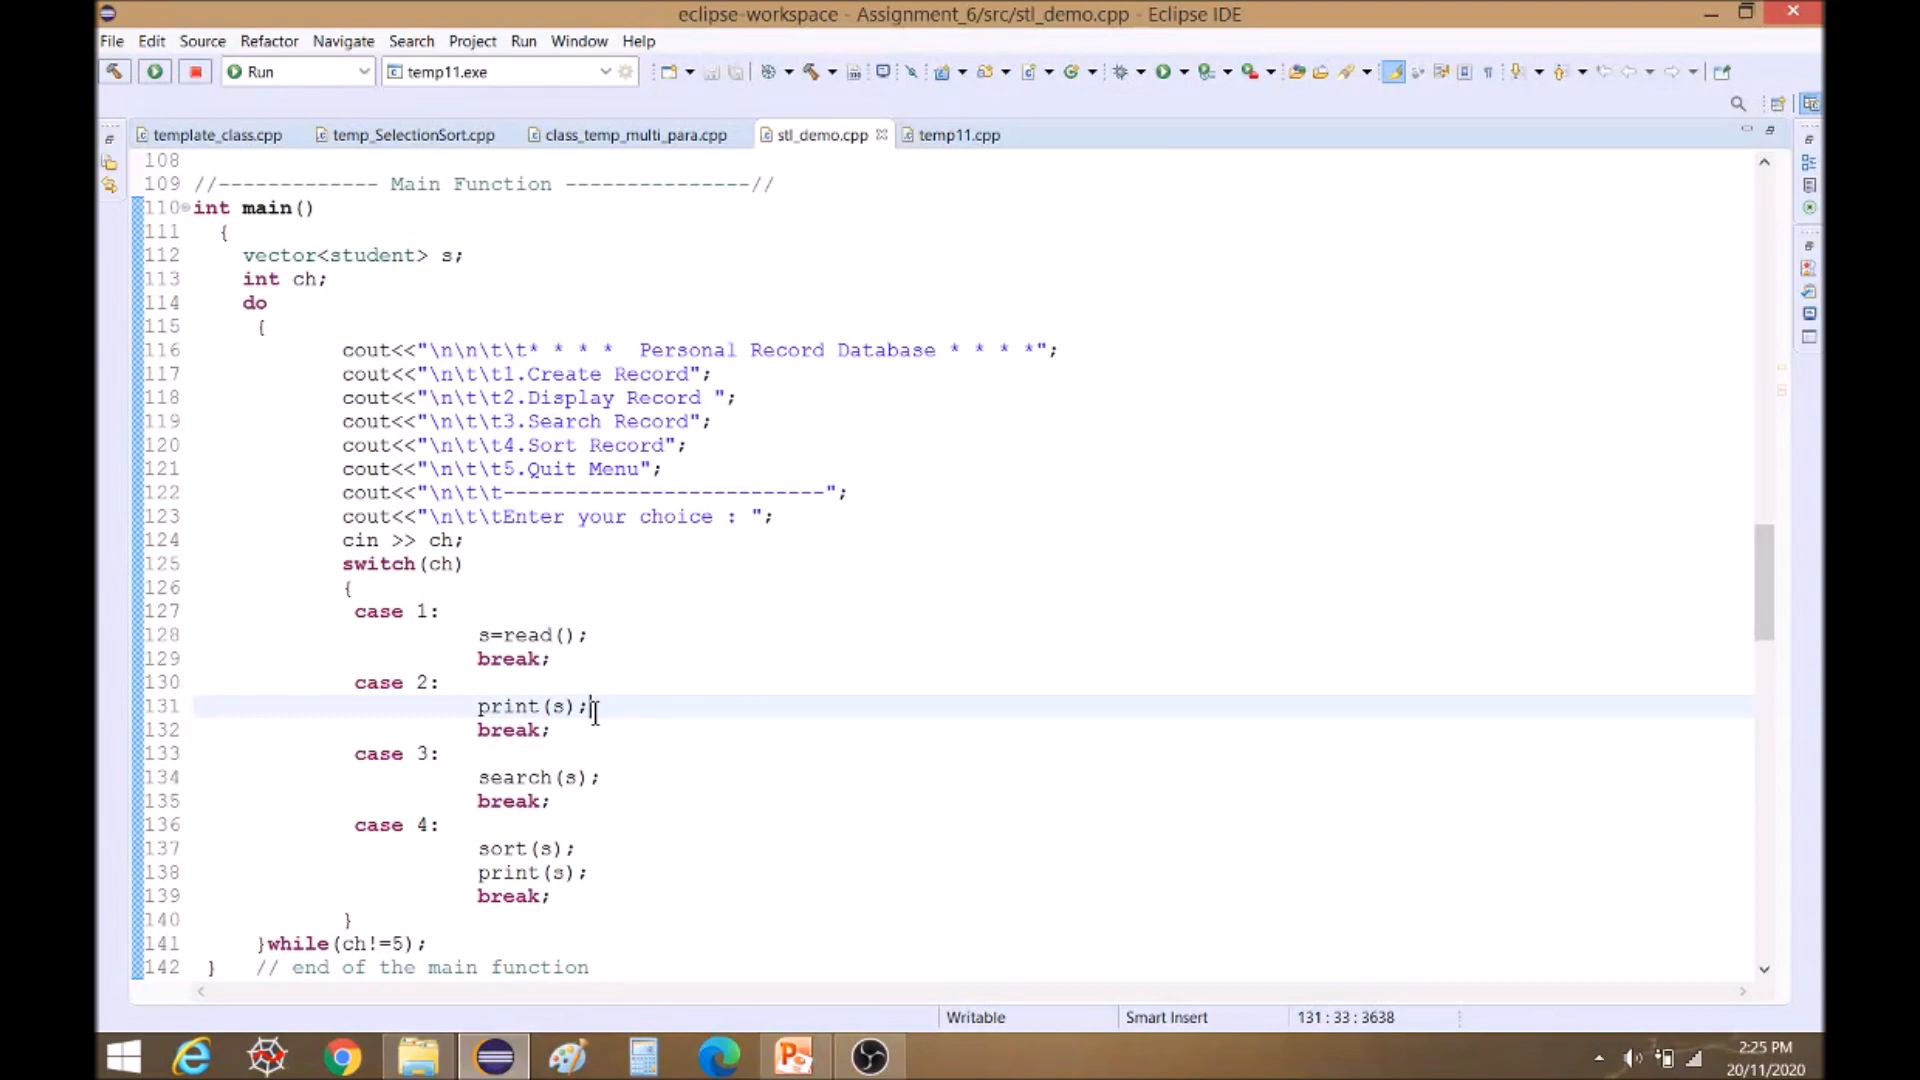 eclipse-workspace - Assignment_6/src/stl_demo.cpp - Eclipse IDE
File Edit Source Refactor Navigate Search Project Run Window Help
Run temp11.exe
template_class.cpp temp_SelectionSort.cpp class_temp_multi_para.cpp stl_demo.cpp temp11.cpp
108
109 //------------- Main Function ---------------//
110 int main()
111 {
112 vector<student> s;
113 int ch;
114 do
115 {
116 cout<<"\n\n\t\t* * * *  Personal Record Database * * * *";
117 cout<<"\n\t\t1.Create Record";
118 cout<<"\n\t\t2.Display Record ";
119 cout<<"\n\t\t3.Search Record";
120 cout<<"\n\t\t4.Sort Record";
121 cout<<"\n\t\t5.Quit Menu";
122 cout<<"\n\t\t--------------------------";
123 cout<<"\n\t\tEnter your choice : ";
124 cin >> ch;
125 switch(ch)
126 {
127 case 1:
128 s=read();
129 break;
130 case 2:
131 print(s);
132 break;
133 case 3:
134 search(s);
135 break;
136 case 4:
137 sort(s);
138 print(s);
139 break;
140 }
141 }while(ch!=5);
142 } // end of the main function
Writable Smart Insert 131 : 33 : 3638
2:25 PM
20/11/2020